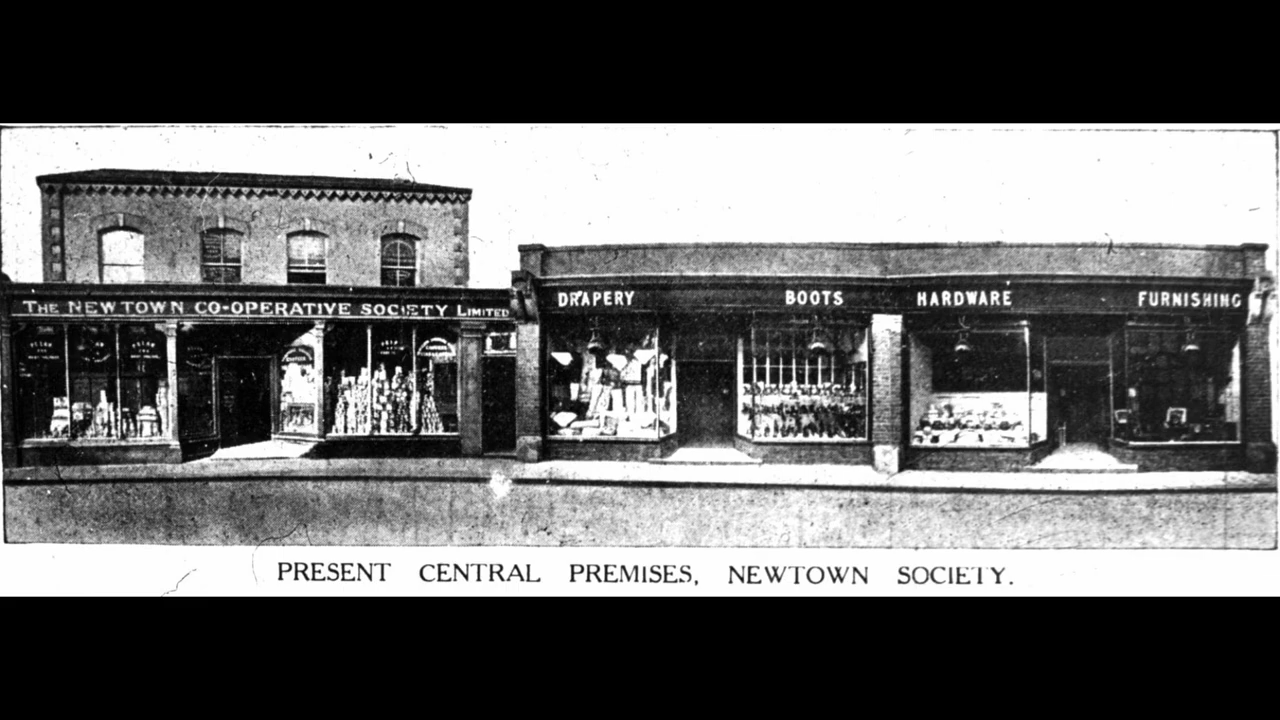 THE NEWTOWN CO-OPERATIVE SOCIETY LIMITED
DRAPERY BOOTS HARDWARE FURNISHING
PRESENT CENTRAL PREMISES, NEWTOWN SOCIETY.